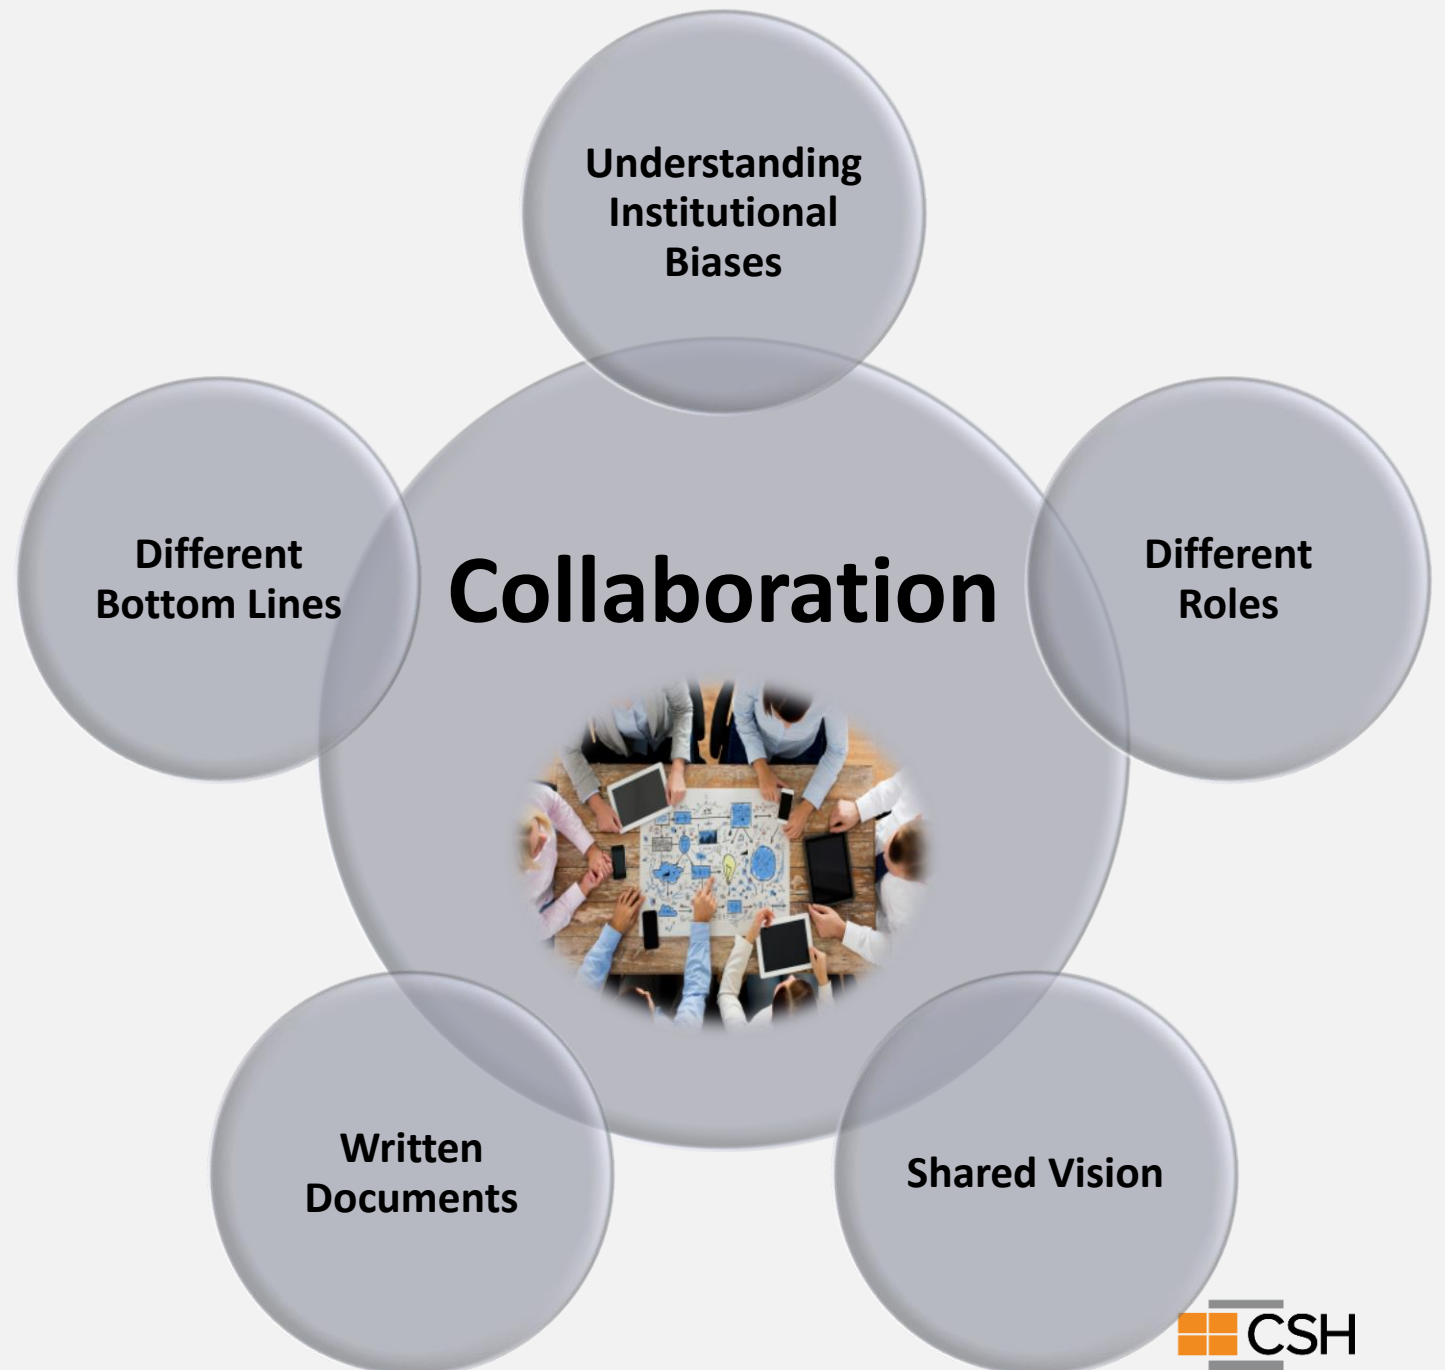 Understanding
Institutional
Biases
Different
Bottom Lines
Collaboration
Different
Roles
Written
Documents
Shared Vision
CSH